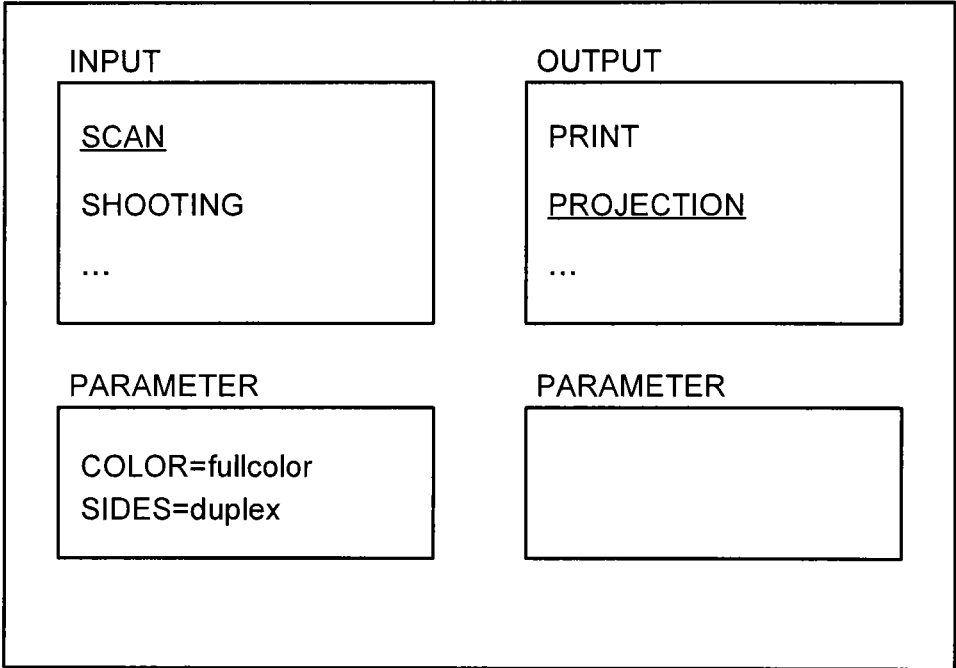 INPUT
SCAN
SHOOTING
...
OUTPUT
PRINT
PROJECTION
...
PARAMETER
COLOR=fullcolor
SIDES=duplex
PARAMETER